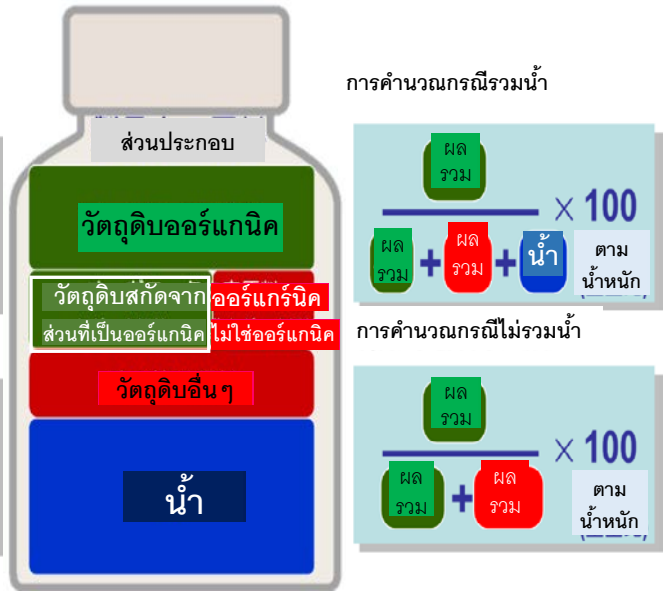 ส่วนประกอบ
วัตถุดิบออร์แกนิค
วัตถุดิบสกัดจาก ออร์แกร์นิค
ส่วนที่เป็นออร์แกนิค ไม่ใช่ออร์แกนิค
วัตถุดิบอื่นๆ
น้ำ
การคำนวณกรณีรวมน้ำ
ผล
รวม
× 100
ผล
รวม
+
ผล
รวม
+
น้ำ
ตาม
น้ำหนัก
การคำนวณกรณีไม่รวมน้ำ
ผล
รวม
× 100
ผล
รวม
+
ผล
รวม
ตาม
น้ำหนัก